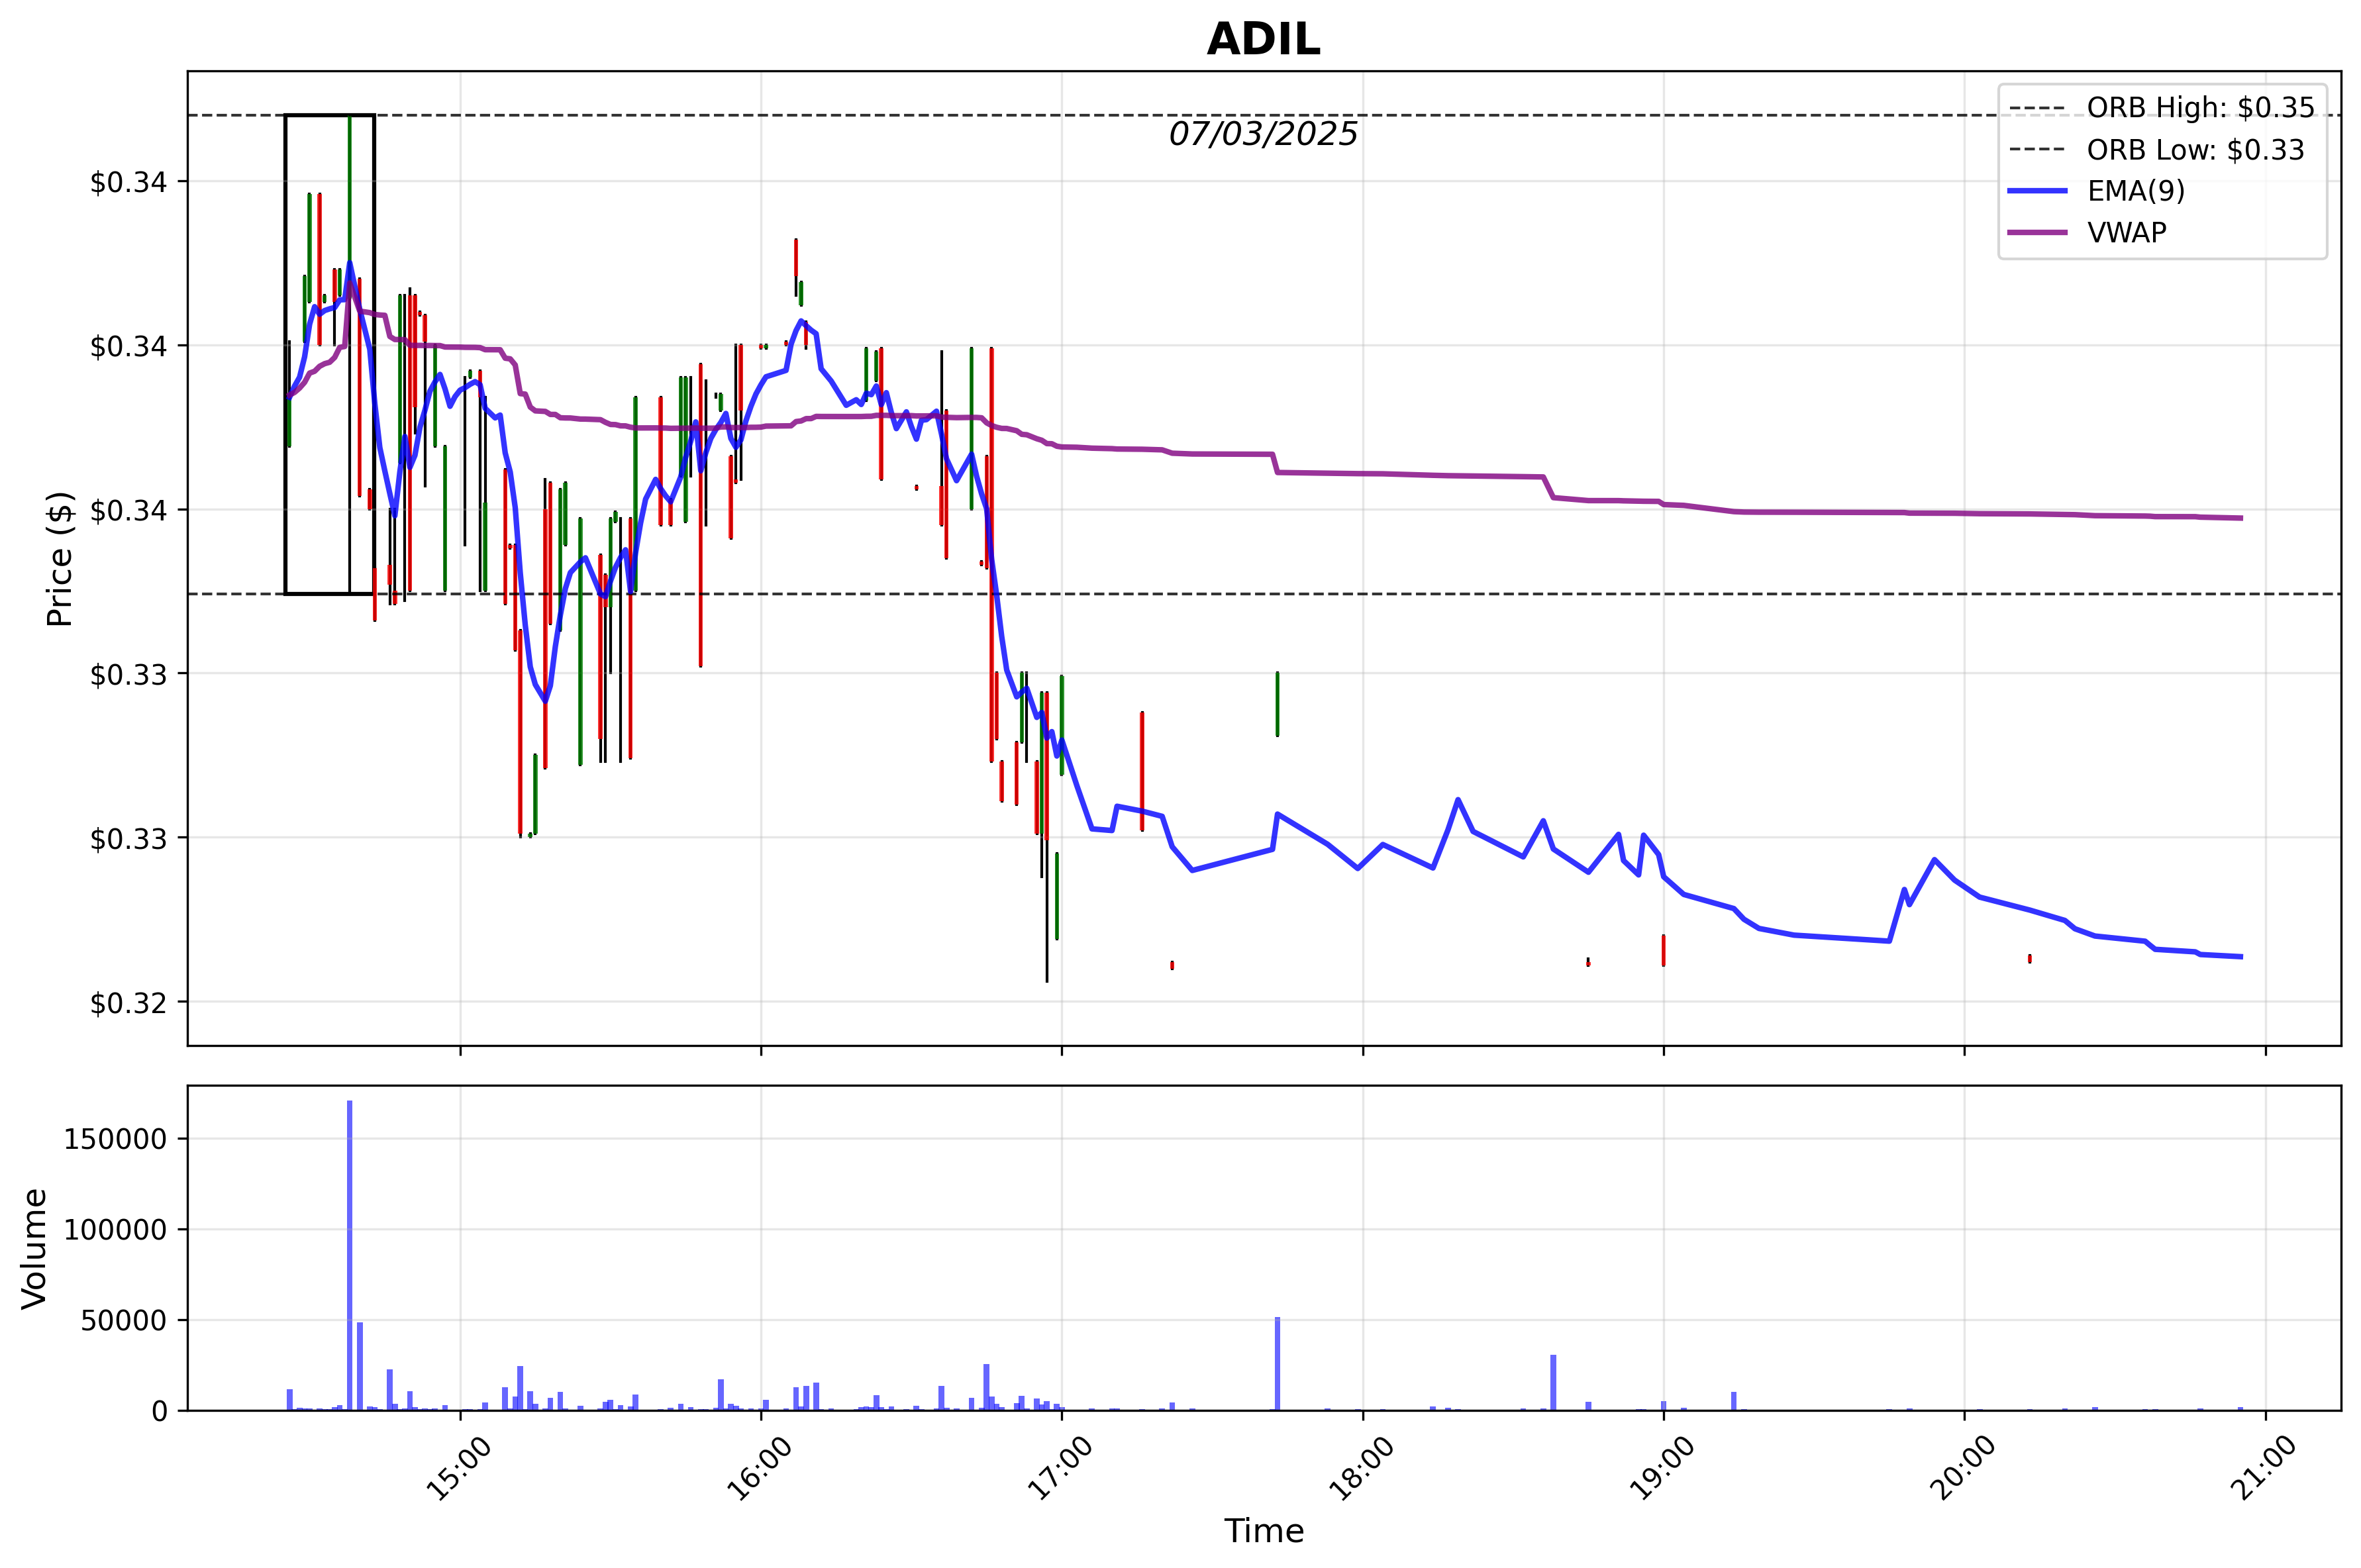 ADIL
07/03/2025
ORB High: $0.35
ORB Low: $0.33
EMA(9)
VWAP
Price ($)
$0.34
$0.34
$0.34
$0.33
$0.33
$0.32
Volume
150000
100000
50000
0
15:00
16:00
17:00
18:00
19:00
20:00
21:00
Time